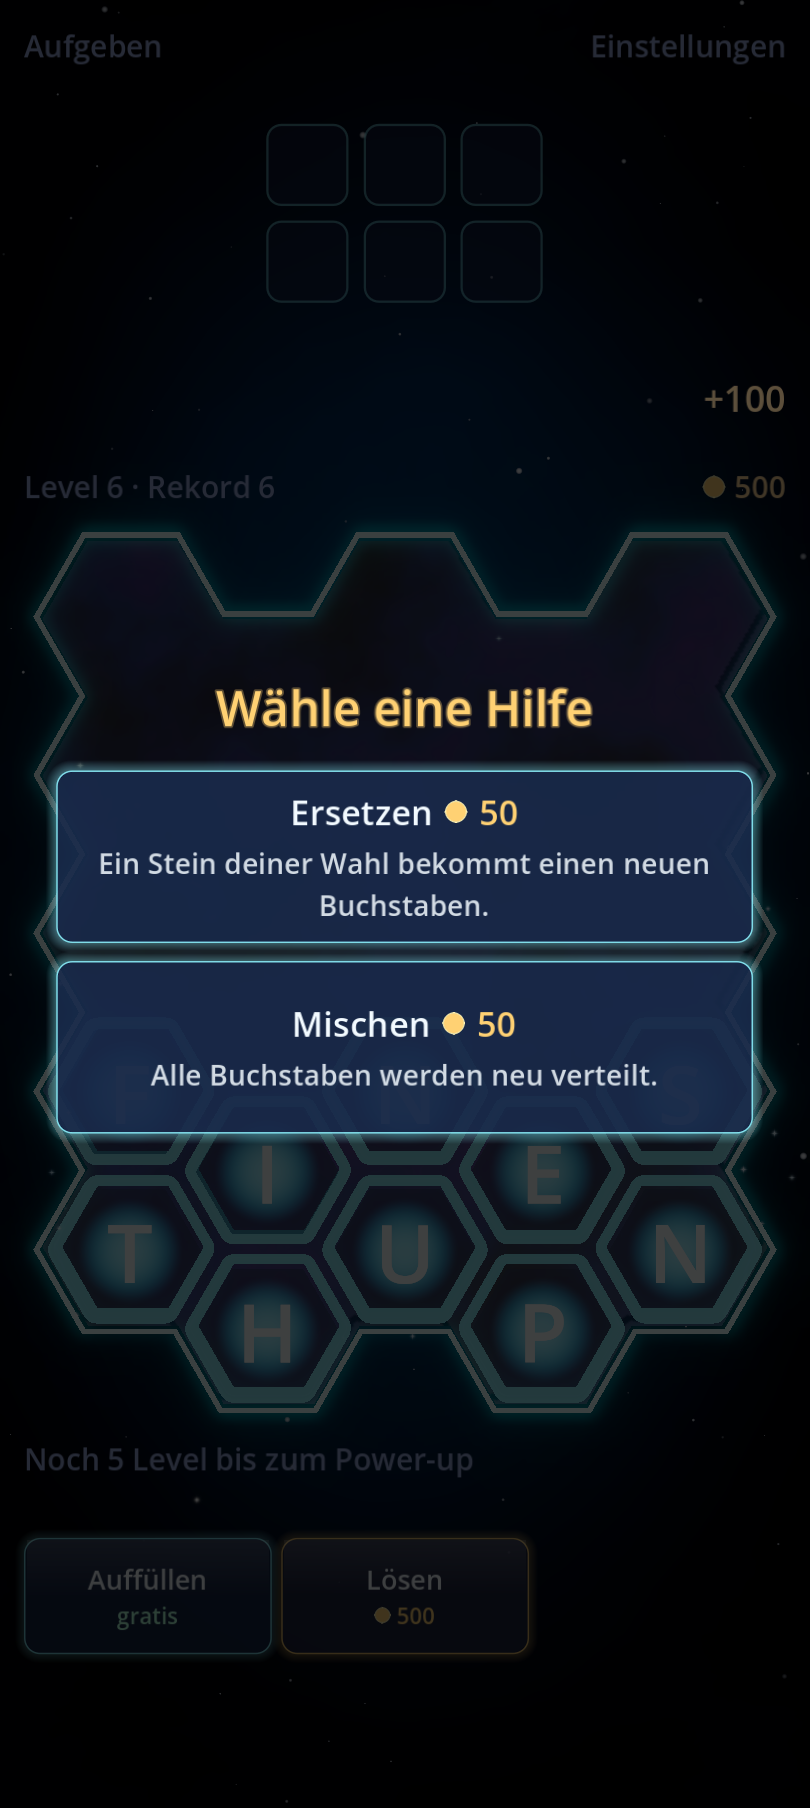 Aufgeben
Einstellungen
+100
Level 6 · Rekord 6
500
Wähle eine Hilfe
Ersetzen 50
Ein Stein deiner Wahl bekommt einen neuen
Buchstaben.
Mischen 50
Alle Buchstaben werden neu verteilt.
F N S
I E
T U N
H P
Noch 5 Level bis zum Power-up
Auffüllen
gratis
Lösen
500